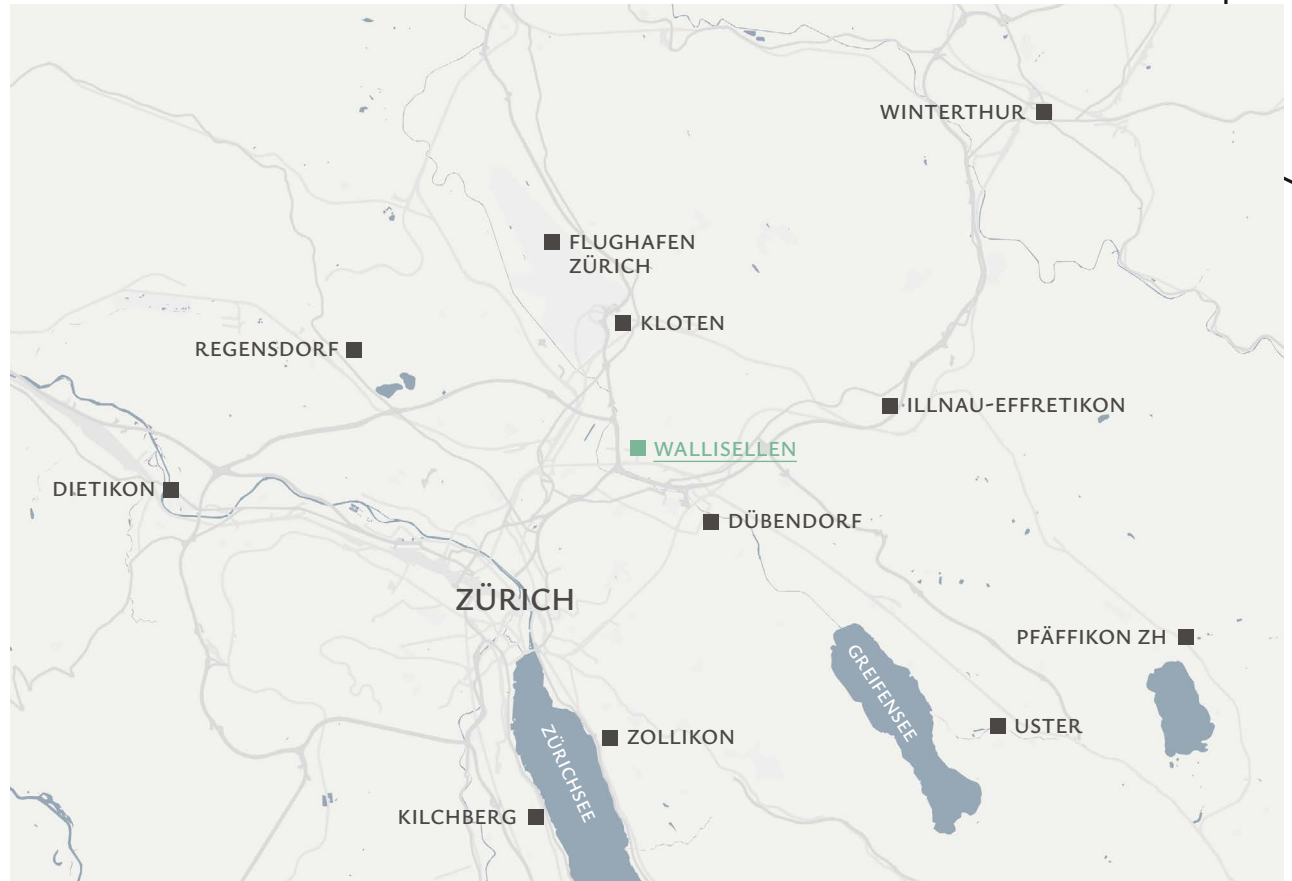 WINTERTHUR
FLUGHAFEN
ZÜRICH
KLOTEN
REGENSDORF
ILLNAU-EFFRETIKON
WALLISELLEN
DIETIKON
DÜBENDORF
ZÜRICH
PFÄFFIKON ZH
GREIFENSEE
USTER
ZOLLIKON
ZÜRICHSEE
KILCHBERG